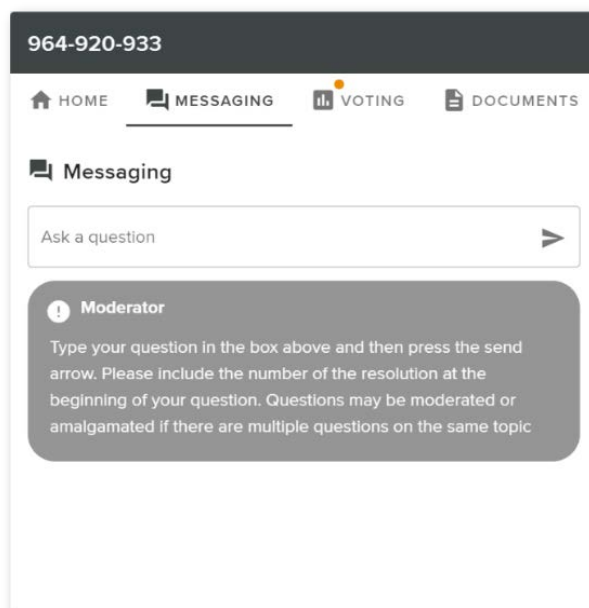 964-920-933
HOME MESSAGING VOTING DOCUMENTS
Messaging
Ask a question
Moderator
Type your question in the box above and then press the send
arrow. Please include the number of the resolution at the
beginning of your question. Questions may be moderated or
amalgamated if there are multiple questions on the same topic